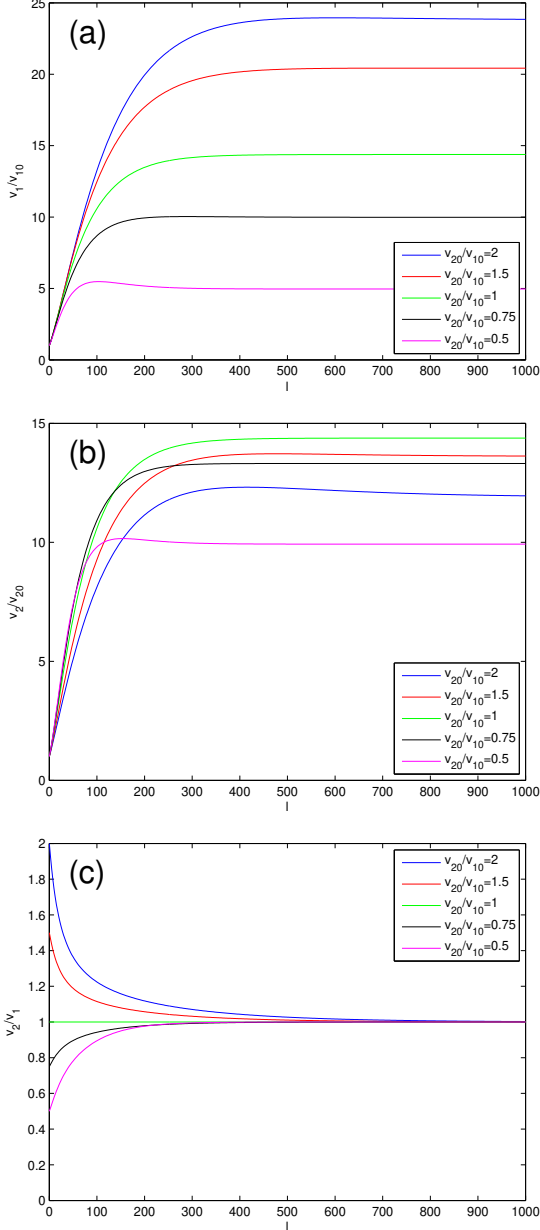 (a)
25
20
15
10
5
0
v₁/v₁₀
v₂₀/v₁₀=2
v₂₀/v₁₀=1.5
v₂₀/v₁₀=1
v₂₀/v₁₀=0.75
v₂₀/v₁₀=0.5
0 100 200 300 400 500 600 700 800 900 1000
l
(b)
15
10
5
0
v₂/v₂₀
v₂₀/v₁₀=2
v₂₀/v₁₀=1.5
v₂₀/v₁₀=1
v₂₀/v₁₀=0.75
v₂₀/v₁₀=0.5
0 100 200 300 400 500 600 700 800 900 1000
l
(c)
2
1.8
1.6
1.4
1.2
1
0.8
0.6
0.4
0.2
0
v₂/v₁
v₂₀/v₁₀=2
v₂₀/v₁₀=1.5
v₂₀/v₁₀=1
v₂₀/v₁₀=0.75
v₂₀/v₁₀=0.5
0 100 200 300 400 500 600 700 800 900 1000
l